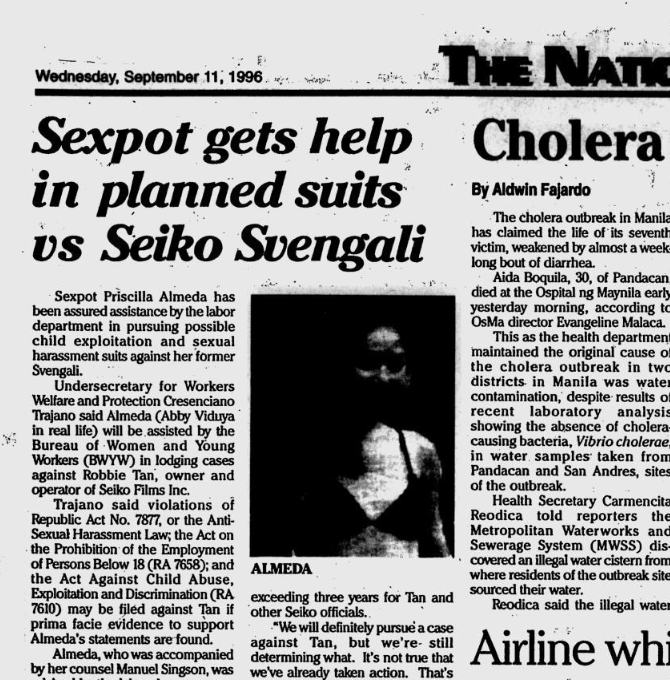 Wednesday, September 11, 1996
THE NATIO
Sexpot gets help
in planned suits
vs Seiko Svengali
Sexpot Priscilla Almeda has
been assured assistance by the labor
department in pursuing possible
child exploitation and sexual
harassment suits against her former
Svengali.
Undersecretary for Workers
Welfare and Protection Cresenciano
Trajano said Almeda (Abby Viduya
in real life) will be assisted by the
Bureau of Women and Young
Workers (BWYW) in lodging cases
against Robbie Tan, owner and
operator of Seiko Films Inc.
Trajano said violations of
Republic Act No. 7877, or the Anti-
Sexual Harassment Law; the Act on
the Prohibition of the Employment
of Persons Below 18 (RA 7658); and
the Act Against Child Abuse,
Exploitation and Discrimination (RA
7610) may be filed against Tan if
prima facie evidence to support
Almeda's statements are found.
Almeda, who was accompanied
by her counsel Manuel Singson, was
ALMEDA
exceeding three years for Tan and
other Seiko officials.
"We will definitely pursue a case
against Tan, but we're still
determining what. It's not true that
we've already taken action. That's
Cholera
By Aldwin Fajardo
The cholera outbreak in Manila
has claimed the life of its seventh
victim, weakened by almost a week-
long bout of diarrhea.
Aida Boquila, 30, of Pandacan,
died at the Ospital ng Maynila early
yesterday morning, according to
OsMa director Evangeline Malaca.
This as the health department
maintained the original cause of
the cholera outbreak in two
districts in Manila was water
contamination, despite results of
recent laboratory analysis
showing the absence of cholera-
causing bacteria, Vibrio cholerae,
in water samples taken from
Pandacan and San Andres, sites
of the outbreak.
Health Secretary Carmencita
Reodica told reporters the
Metropolitan Waterworks and
Sewerage System (MWSS) dis-
covered an illegal water cistern from
where residents of the outbreak site
sourced their water.
Reodica said the illegal water
Airline whi